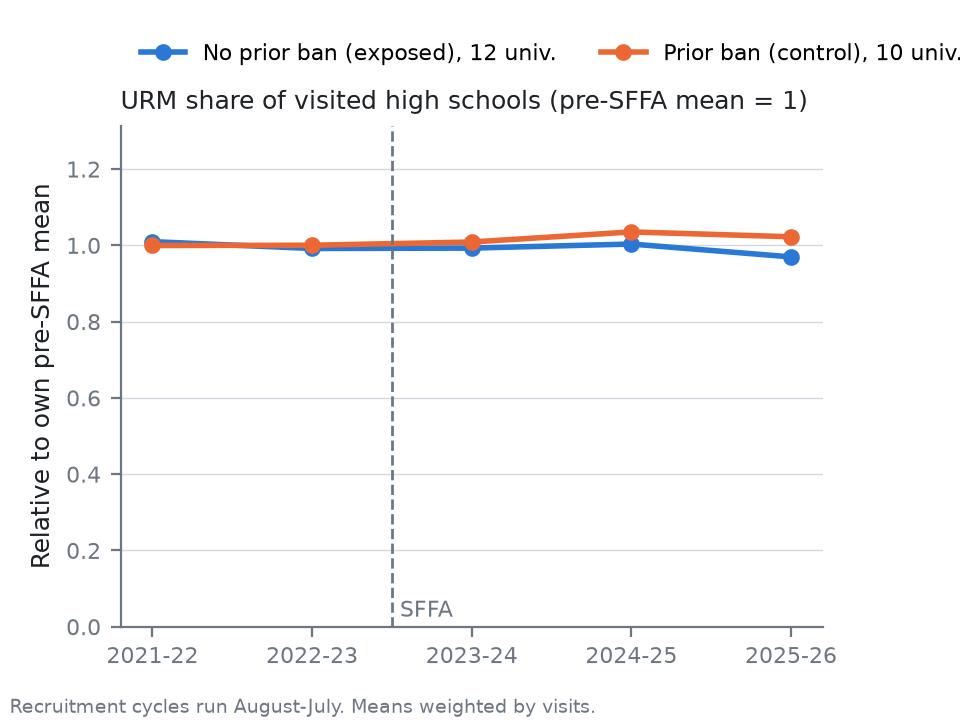 No prior ban (exposed), 12 univ.
Prior ban (control), 10 univ.
URM share of visited high schools (pre-SFFA mean = 1)
Relative to own pre-SFFA mean
1.2
1.0
0.8
0.6
0.4
0.2
0.0
SFFA
2021-22
2022-23
2023-24
2024-25
2025-26
Recruitment cycles run August-July. Means weighted by visits.